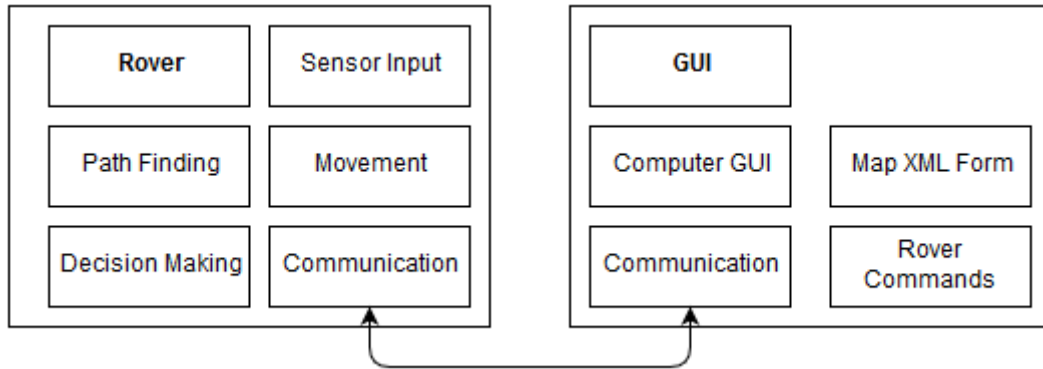 Rover
Sensor Input
Path Finding
Movement
Decision Making
Communication
GUI
Computer GUI
Map XML Form
Communication
Rover
Commands